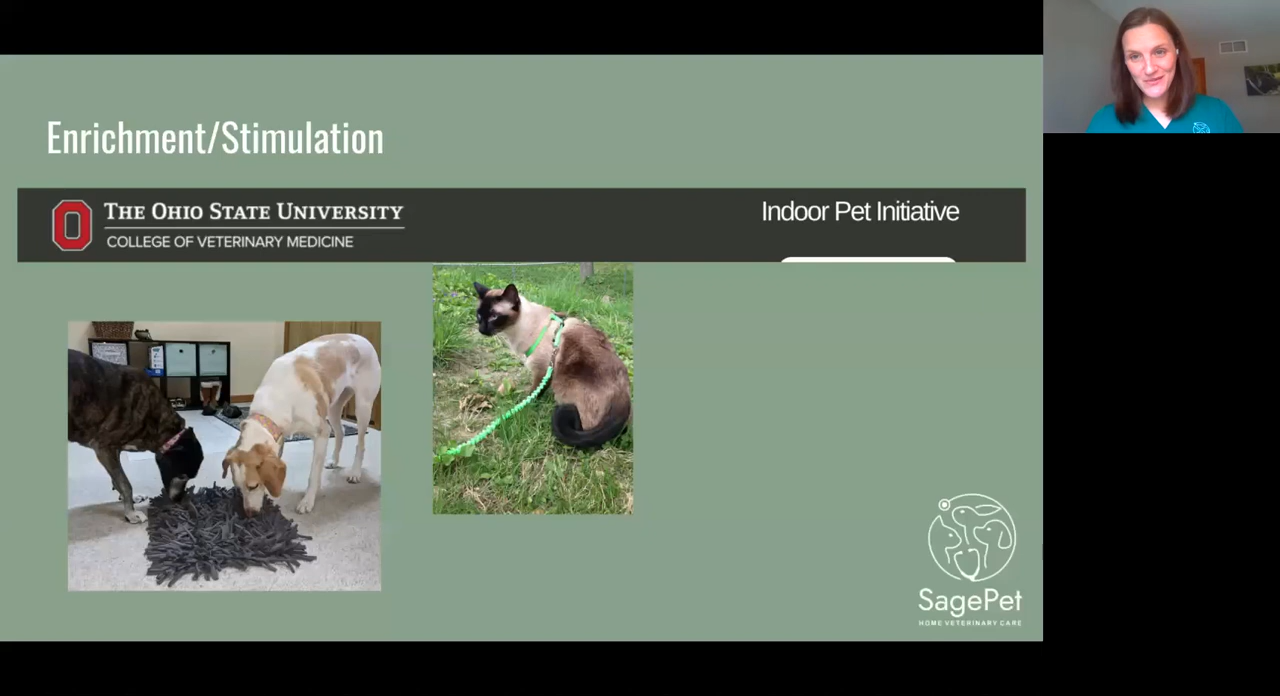 Enrichment/Stimulation
THE OHIO STATE UNIVERSITY
COLLEGE OF VETERINARY MEDICINE
Indoor Pet Initiative
SagePet
HOME VETERINARY CARE